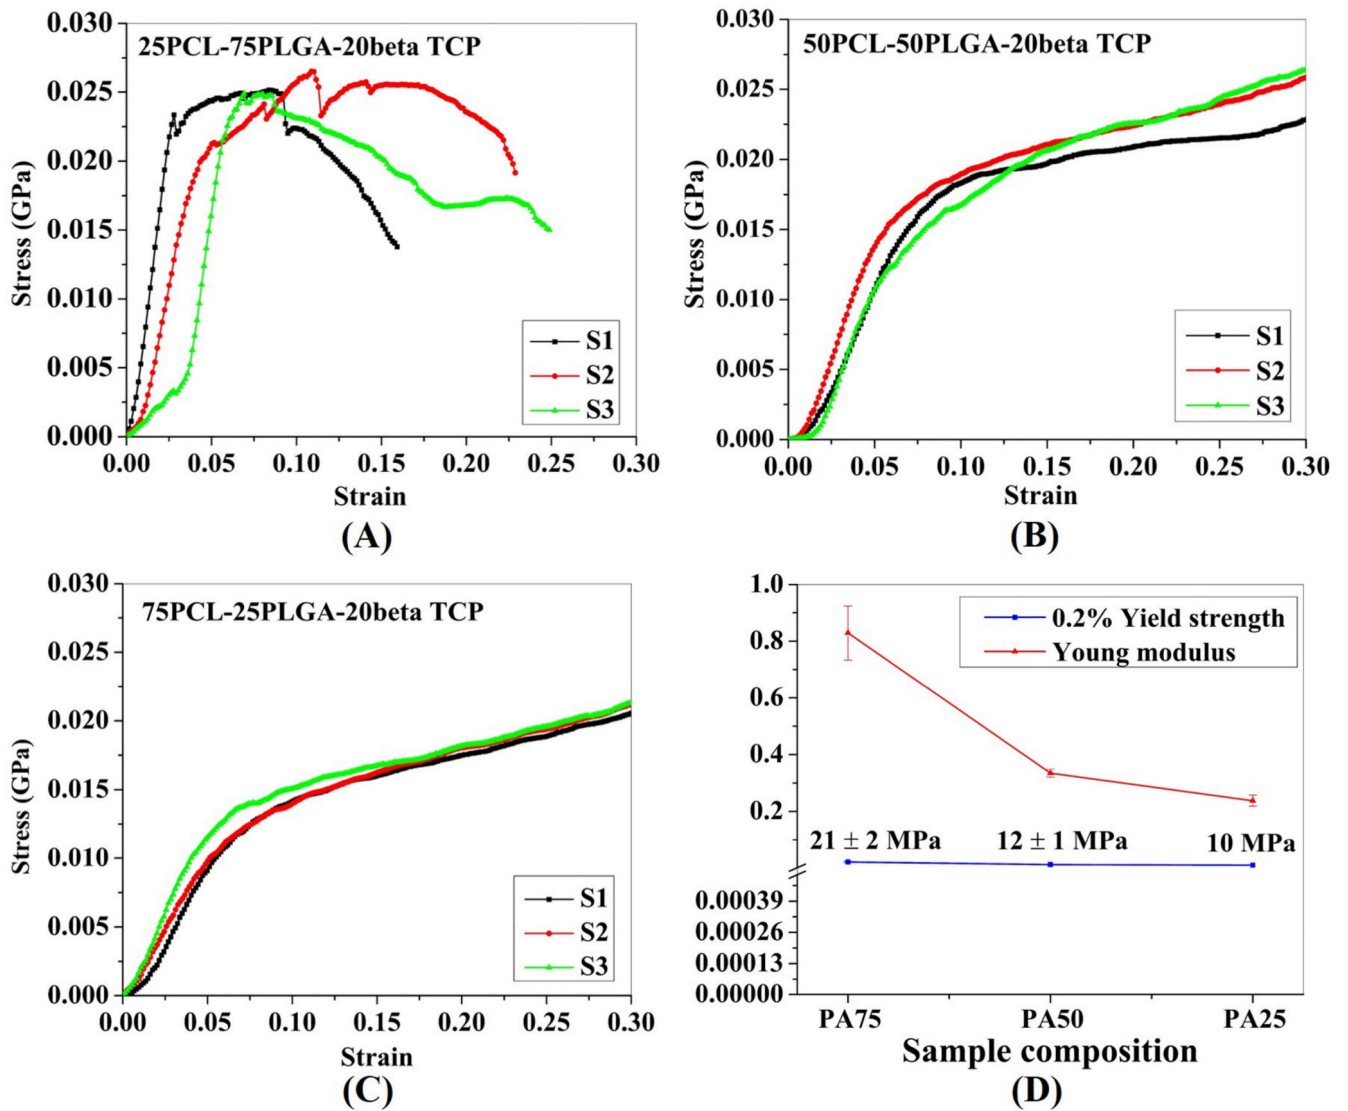 25PCL-75PLGA-20beta TCP
0.030
0.025
0.020
0.015
0.010
0.005
0.000
Stress (GPa)
S1
S2
S3
0.00 0.05 0.10 0.15 0.20 0.25 0.30
Strain
(A)
50PCL-50PLGA-20beta TCP
0.030
0.025
0.020
0.015
0.010
0.005
0.000
Stress (GPa)
S1
S2
S3
0.00 0.05 0.10 0.15 0.20 0.25 0.30
Strain
(B)
75PCL-25PLGA-20beta TCP
0.030
0.025
0.020
0.015
0.010
0.005
0.000
Stress (GPa)
S1
S2
S3
0.00 0.05 0.10 0.15 0.20 0.25 0.30
Strain
(C)
1.0
0.8
0.6
0.4
0.2
0.00039
0.00026
0.00013
0.00000
0.2% Yield strength
Young modulus
21 ± 2 MPa 12 ± 1 MPa 10 MPa
PA75 PA50 PA25
Sample composition
(D)